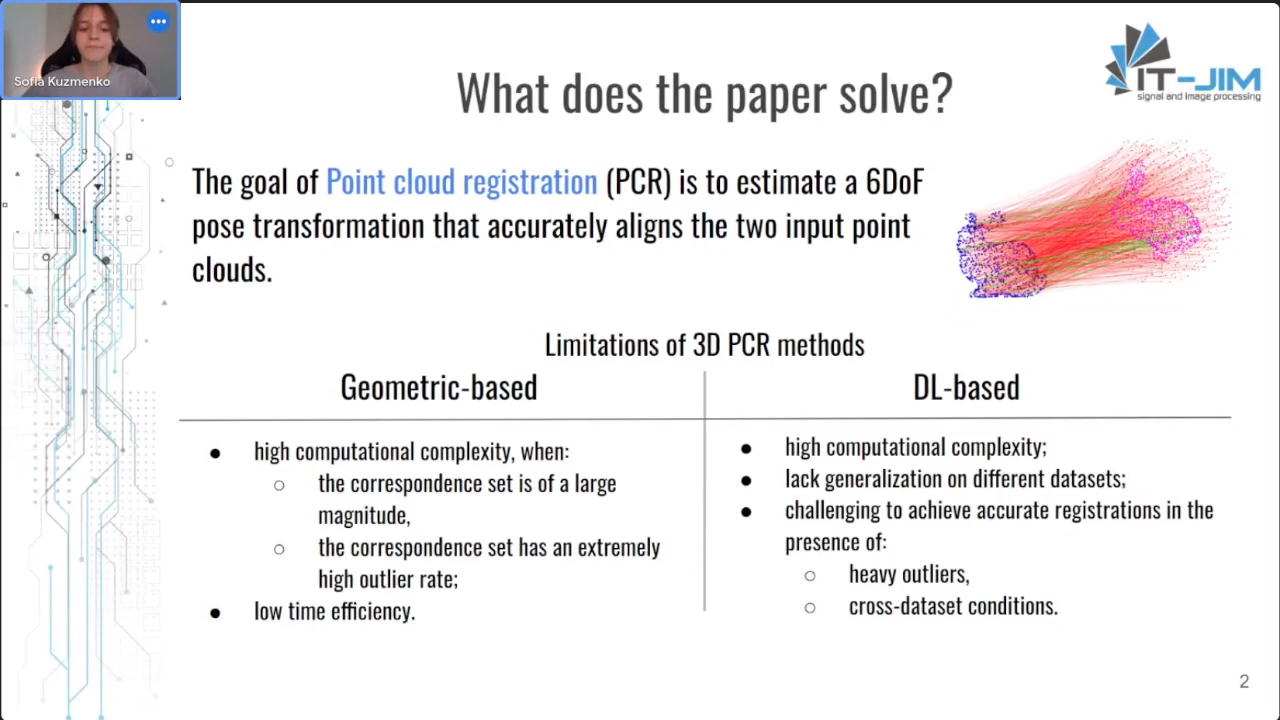 Sofia Kuzmenko
IT-JIM
signal and image processing
What does the paper solve?
The goal of Point cloud registration (PCR) is to estimate a 6DoF
pose transformation that accurately aligns the two input point
clouds.
Limitations of 3D PCR methods
Geometric-based
● high computational complexity, when:
○ the correspondence set is of a large
magnitude,
○ the correspondence set has an extremely
high outlier rate;
● low time efficiency.
DL-based
● high computational complexity;
● lack generalization on different datasets;
● challenging to achieve accurate registrations in the
presence of:
○ heavy outliers,
○ cross-dataset conditions.
2